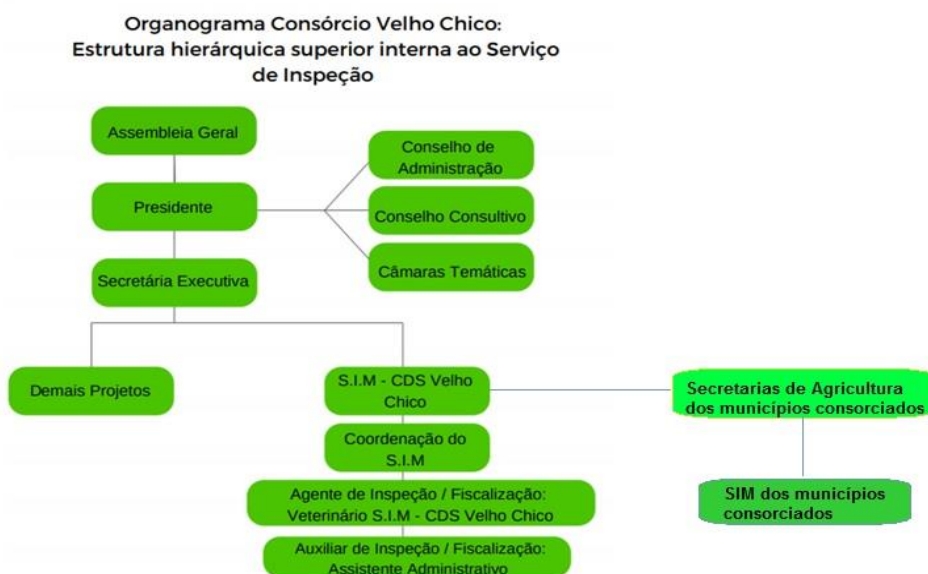 Organograma Consórcio Velho Chico:
Estrutura hierárquica superior interna ao Serviço
de Inspeção
Assembleia Geral
Presidente
Conselho de
Administração
Conselho Consultivo
Câmaras Temáticas
Secretária Executiva
Demais Projetos
S.I.M - CDS Velho
Chico
Secretarias de Agricultura
dos municípios consorciados
Coordenação do
S.I.M
Agente de Inspeção / Fiscalização:
Veterinário S.I.M - CDS Velho Chico
SIM dos municípios
consorciados
Auxiliar de Inspeção / Fiscalização:
Assistente Administrativo